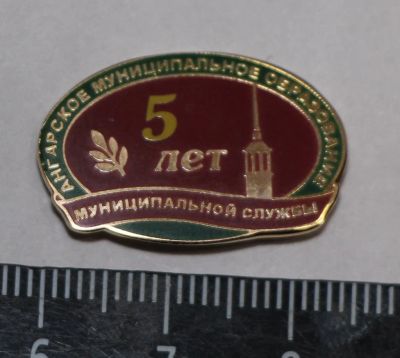 АНГАРСКОЕ МУНИЦИПАЛЬНОЕ ОБРАЗОВАНИЕ
5
лет
МУНИЦИПАЛЬНОЙ СЛУЖБЫ
6 7 8